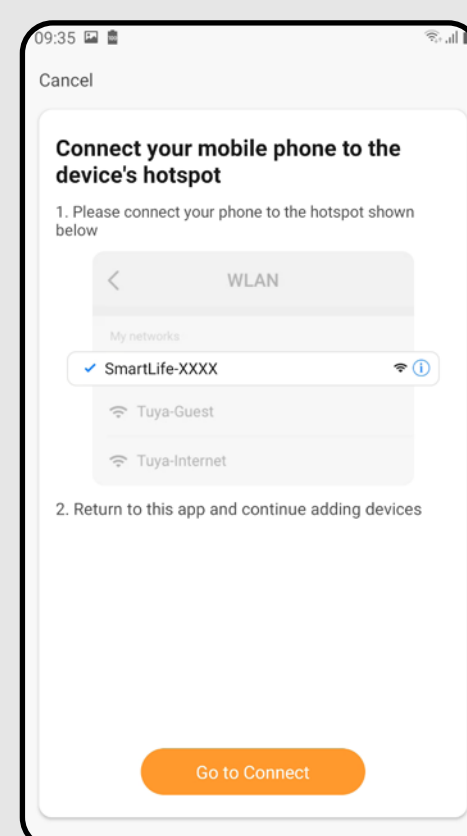 09:35
Cancel
Connect your mobile phone to the
device's hotspot
1. Please connect your phone to the hotspot shown
below
WLAN
My networks
SmartLife-XXXX
Tuya-Guest
Tuya-Internet
2. Return to this app and continue adding devices
Go to Connect